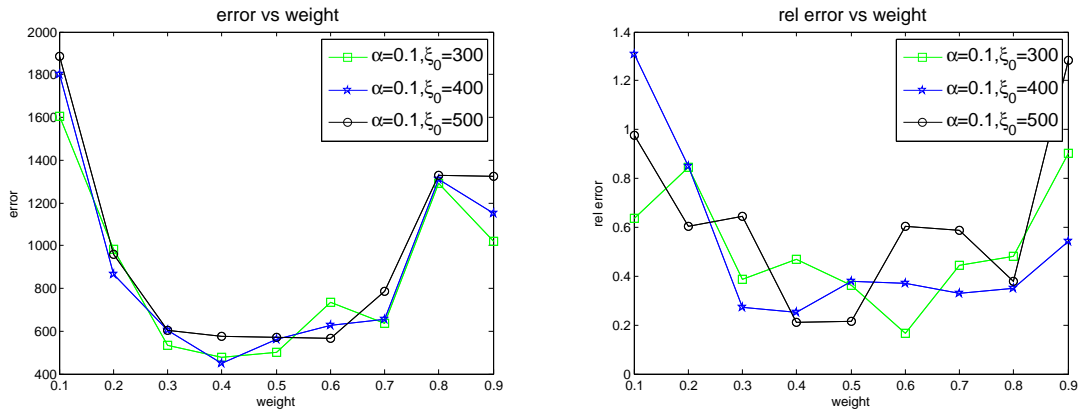 error vs weight
2000
1800
1600
1400
1200
1000
800
600
400
error
0.1 0.2 0.3 0.4 0.5 0.6 0.7 0.8 0.9
weight
α=0.1,ξ0=300
α=0.1,ξ0=400
α=0.1,ξ0=500
rel error vs weight
1.4
1.2
1
0.8
0.6
0.4
0.2
0
rel error
0.1 0.2 0.3 0.4 0.5 0.6 0.7 0.8 0.9
weight
α=0.1,ξ0=300
α=0.1,ξ0=400
α=0.1,ξ0=500